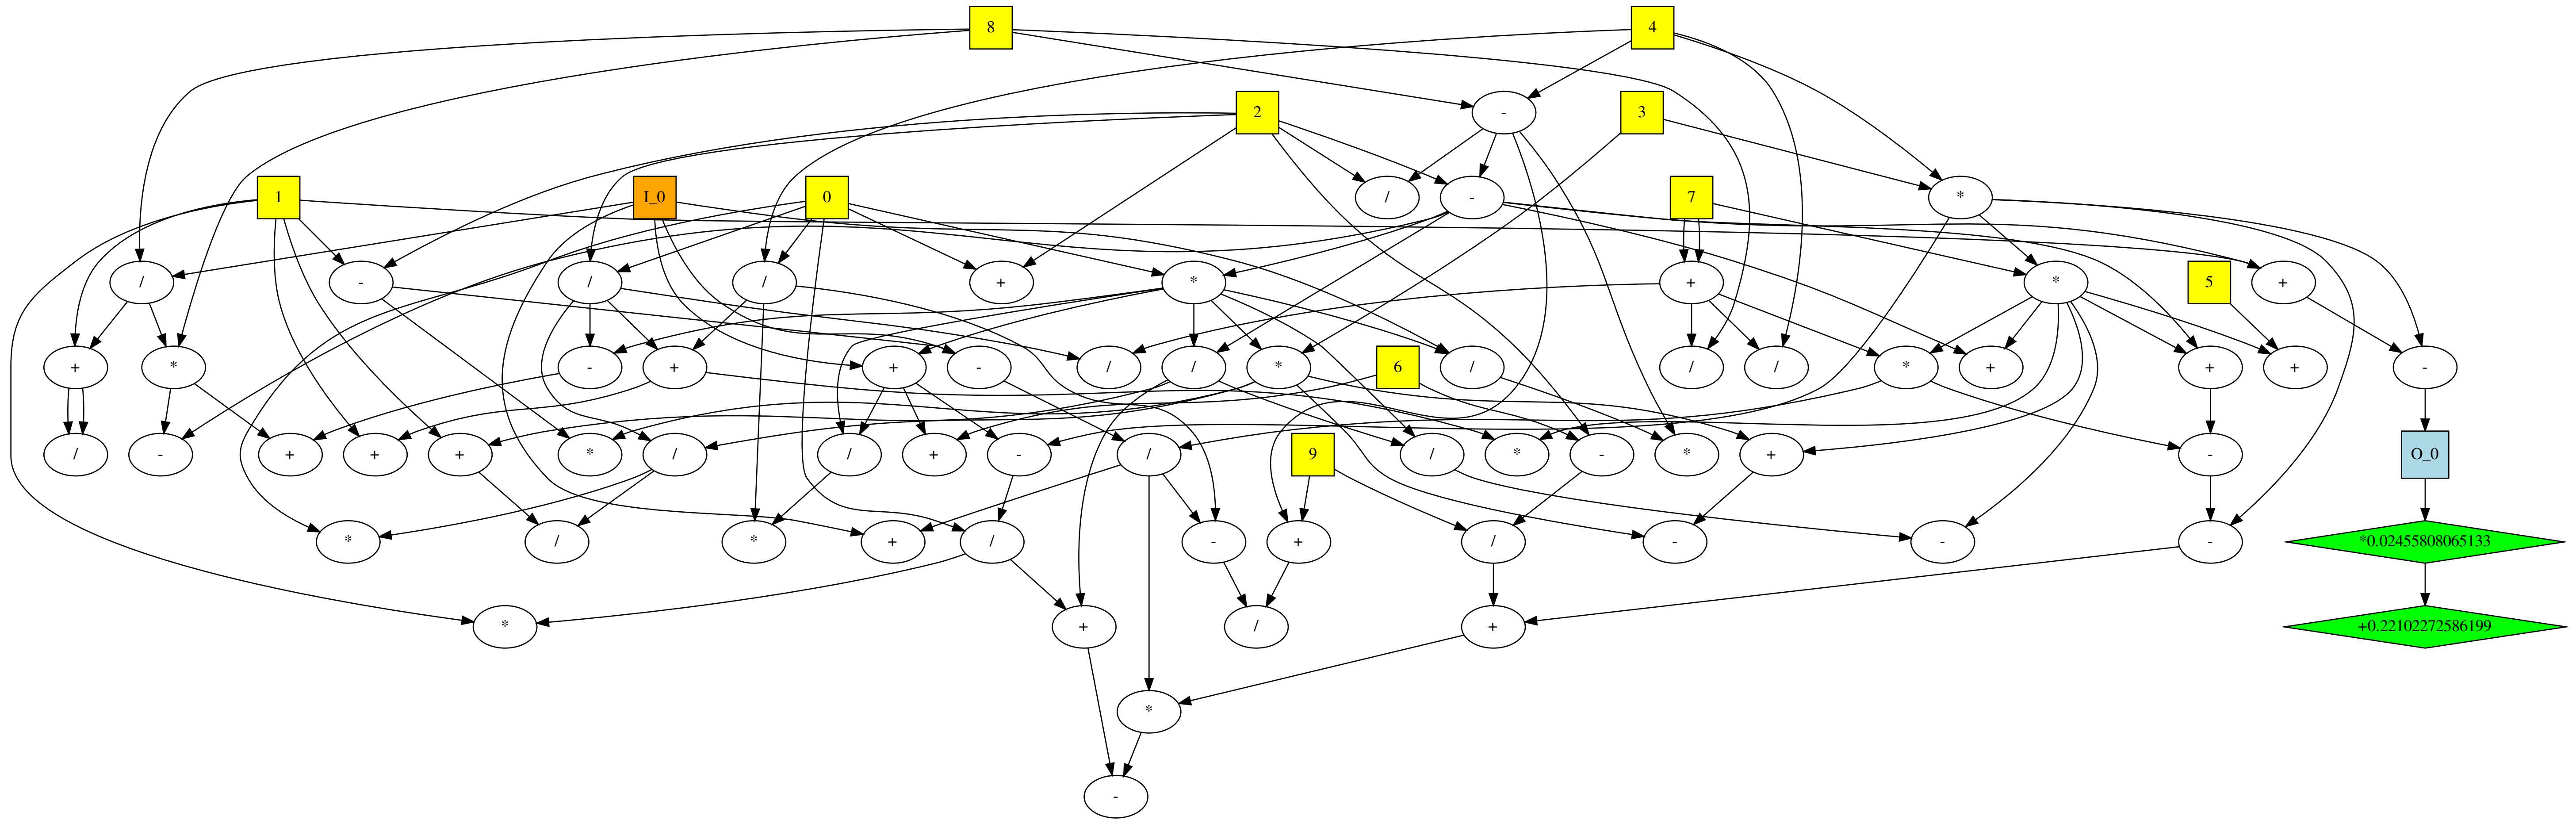 8 4
2 - 3
1 I_0 0 / - 7 *
/ - / / + * + * 5 +
+ * - + + - / / * 6 / / / * + + + -
/ - + + + * / / + - / / * - * + - O_0
* / * + / - + / - - - *0.02455808065133
* + / + +0.22102272586199
*
-
9